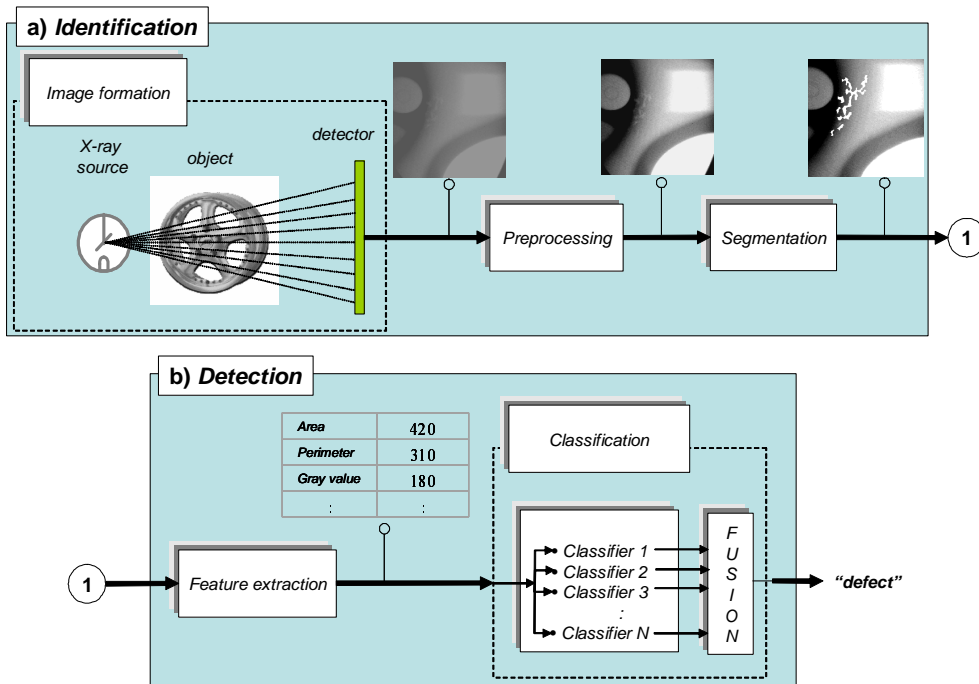 a) Identification
Image formation
X-ray
source
object
detector
Preprocessing
Segmentation
1
b) Detection
Area 420
Perimeter 310
Gray value 180
: :
Classification
1
Feature extraction
Classifier 1
Classifier 2
Classifier 3
:
Classifier N
F
U
S
I
O
N
“defect”